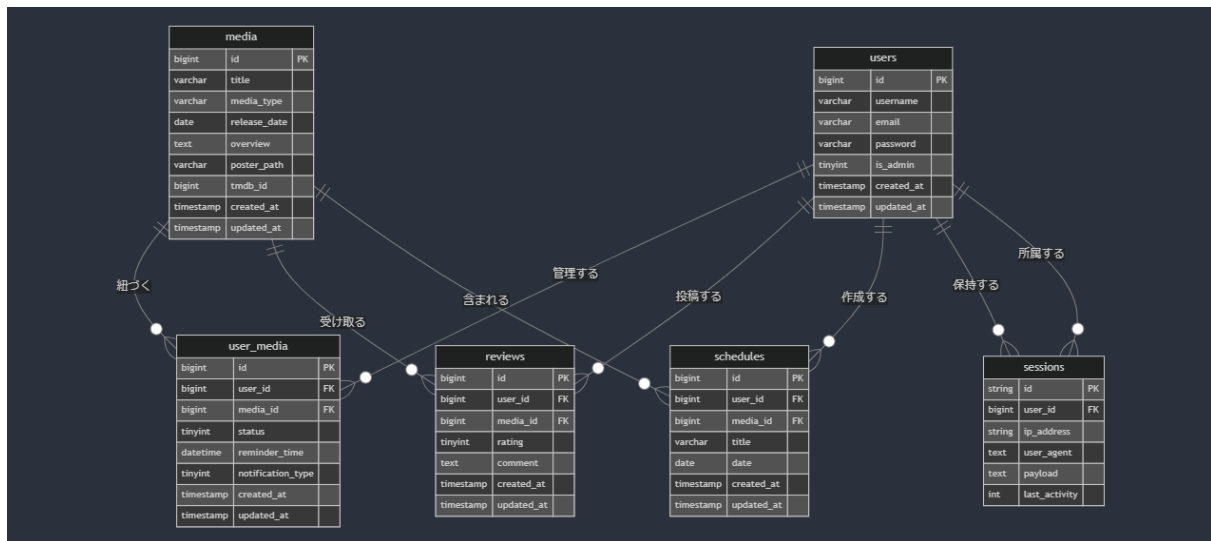 media
bigint id PK
varchar title
varchar media_type
date release_date
text overview
varchar poster_path
bigint tmdb_id
timestamp created_at
timestamp updated_at
users
bigint id PK
varchar username
varchar email
varchar password
tinyint is_admin
timestamp created_at
timestamp updated_at
紐づく
受け取る
含まれる
管理する
投稿する
作成する
保持する
所属する
user_media
bigint id PK
bigint user_id FK
bigint media_id FK
tinyint status
datetime reminder_time
tinyint notification_type
timestamp created_at
timestamp updated_at
reviews
bigint id PK
bigint user_id FK
bigint media_id FK
tinyint rating
text comment
timestamp created_at
timestamp updated_at
schedules
bigint id PK
bigint user_id FK
bigint media_id FK
varchar title
date date
timestamp created_at
timestamp updated_at
sessions
string id PK
bigint user_id FK
string ip_address
text user_agent
text payload
int last_activity